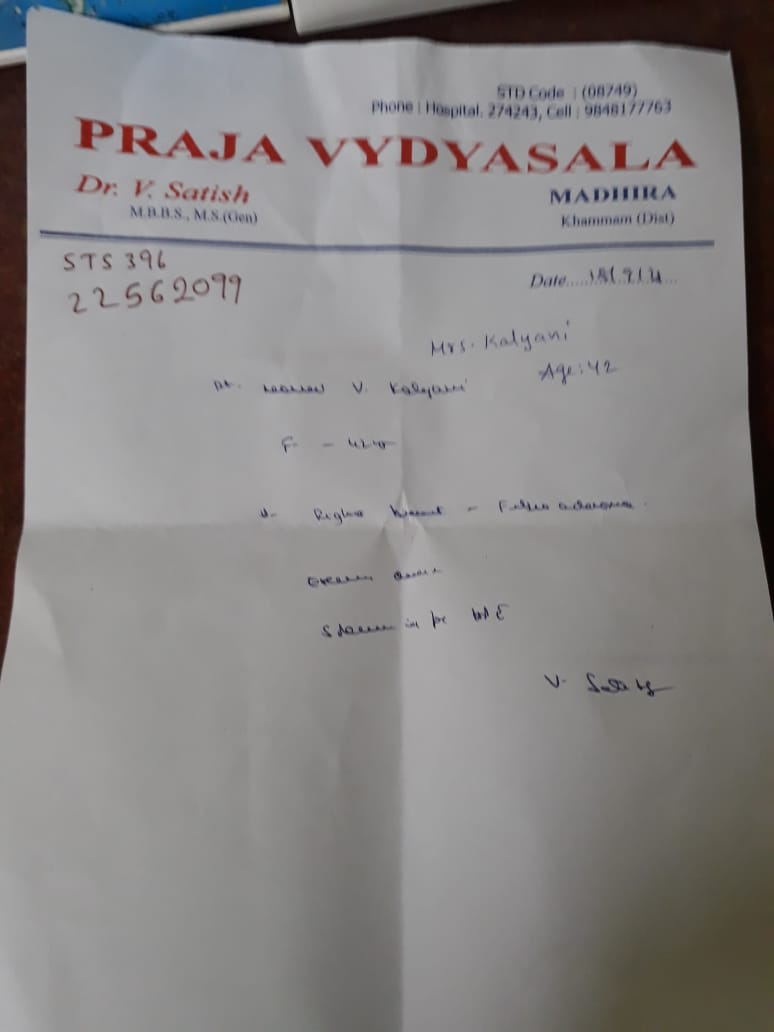 STD Code : (08749)
Phone : Hospital. 274243, Cell : 9848177763
PRAJA VYDYASALA
Dr. V. Satish
M.B.B.S., M.S.(Gen)
MADHIRA
Khammam (Dist)
STS 396
22562099
Date
Mrs. Kalyani
Age: 42
V. Kalyani
F - 42
Right
V. Satish